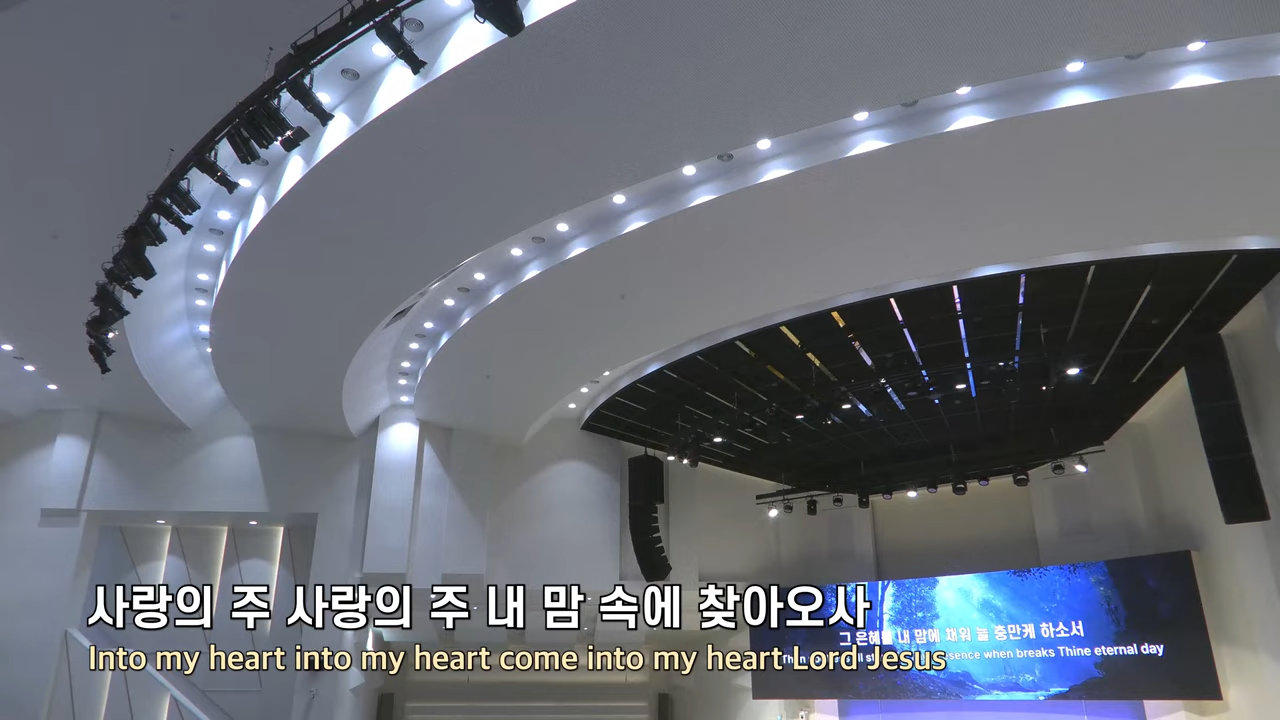 사랑의 주 사랑의 주 내 맘 속에 찾아오사
Into my heart into my heart come into my heart Lord Jesus
그 은혜를 내 맘에 채워 늘 충만케 하소서
when breaks Thine eternal day